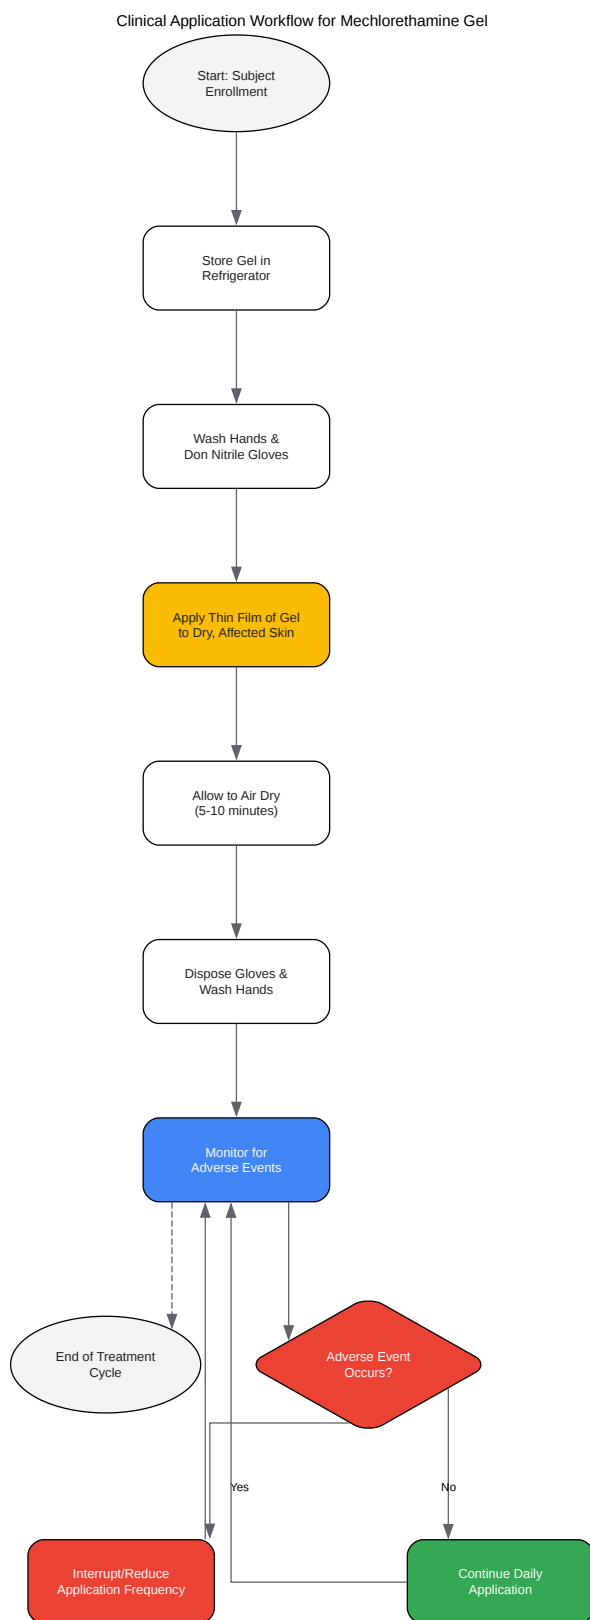 Clinical Application Workflow for Mechlorethamine Gel
Start: Subject
Enrollment
Store Gel in
Refrigerator
Wash Hands &
Don Nitrile Gloves
Apply Thin Film of Gel
to Dry, Affected Skin
Allow to Air Dry
(5-10 minutes)
Dispose Gloves &
Wash Hands
Monitor for
Adverse Events
End of Treatment
Cycle
Adverse Event
Occurs?
Yes
No
Interrupt/Reduce
Application Frequency
Continue Daily
Application